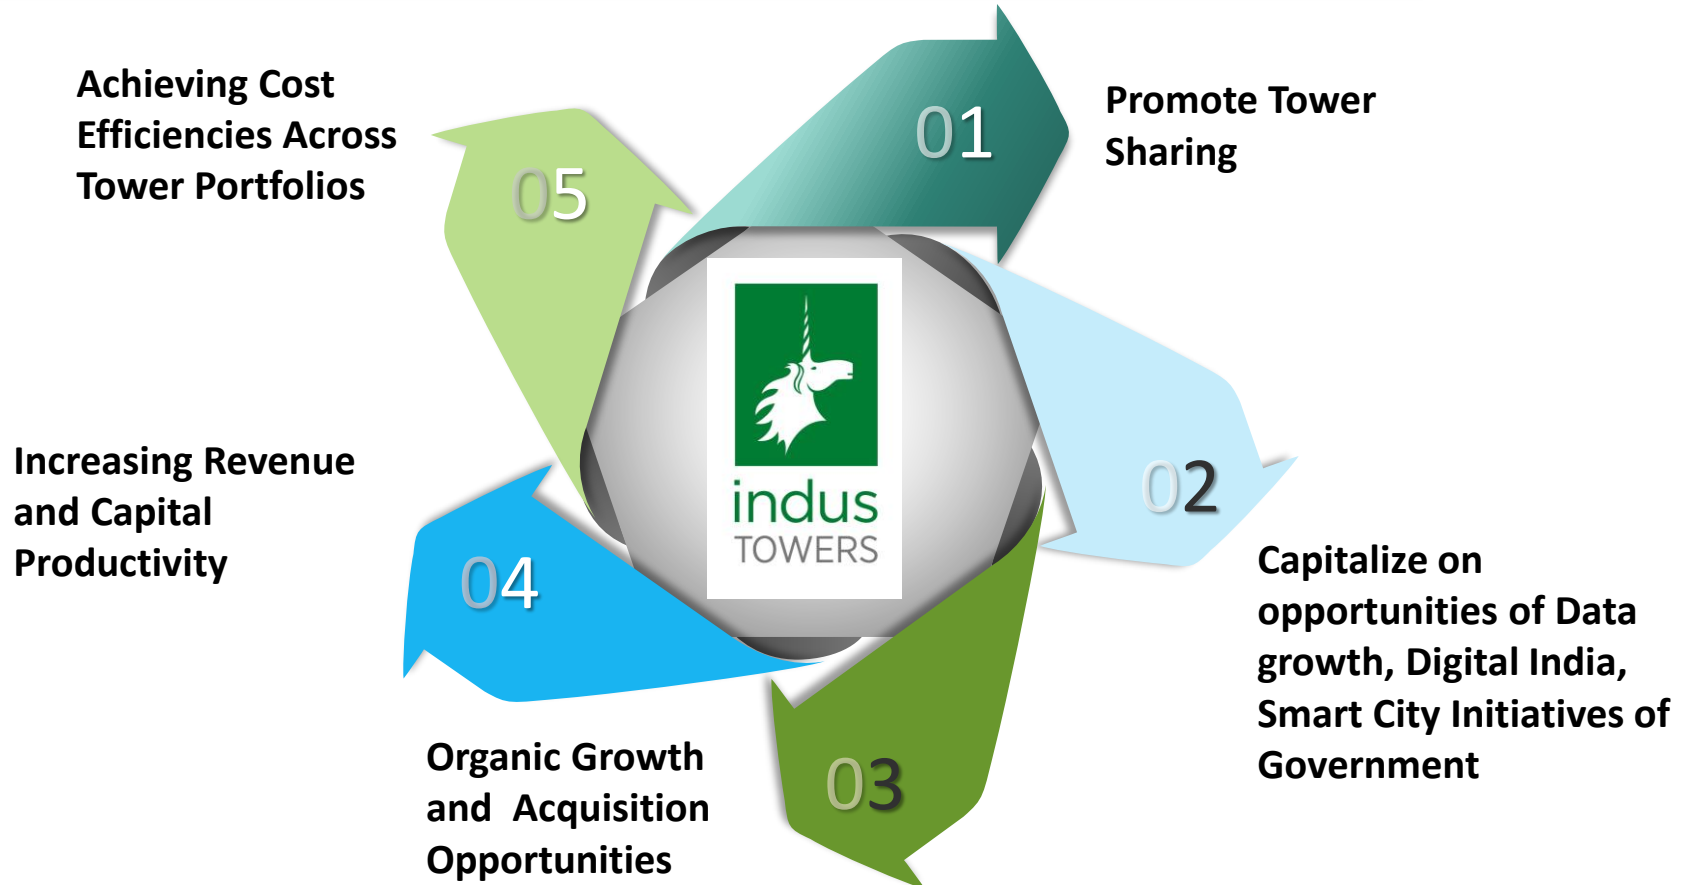 01
Promote Tower
Sharing
02
Capitalize on
opportunities of Data
growth, Digital India,
Smart City Initiatives of
Government
03
Organic Growth
and  Acquisition
Opportunities
04
Increasing Revenue
and Capital
Productivity
05
Achieving Cost
Efficiencies Across
Tower Portfolios
indus
TOWERS